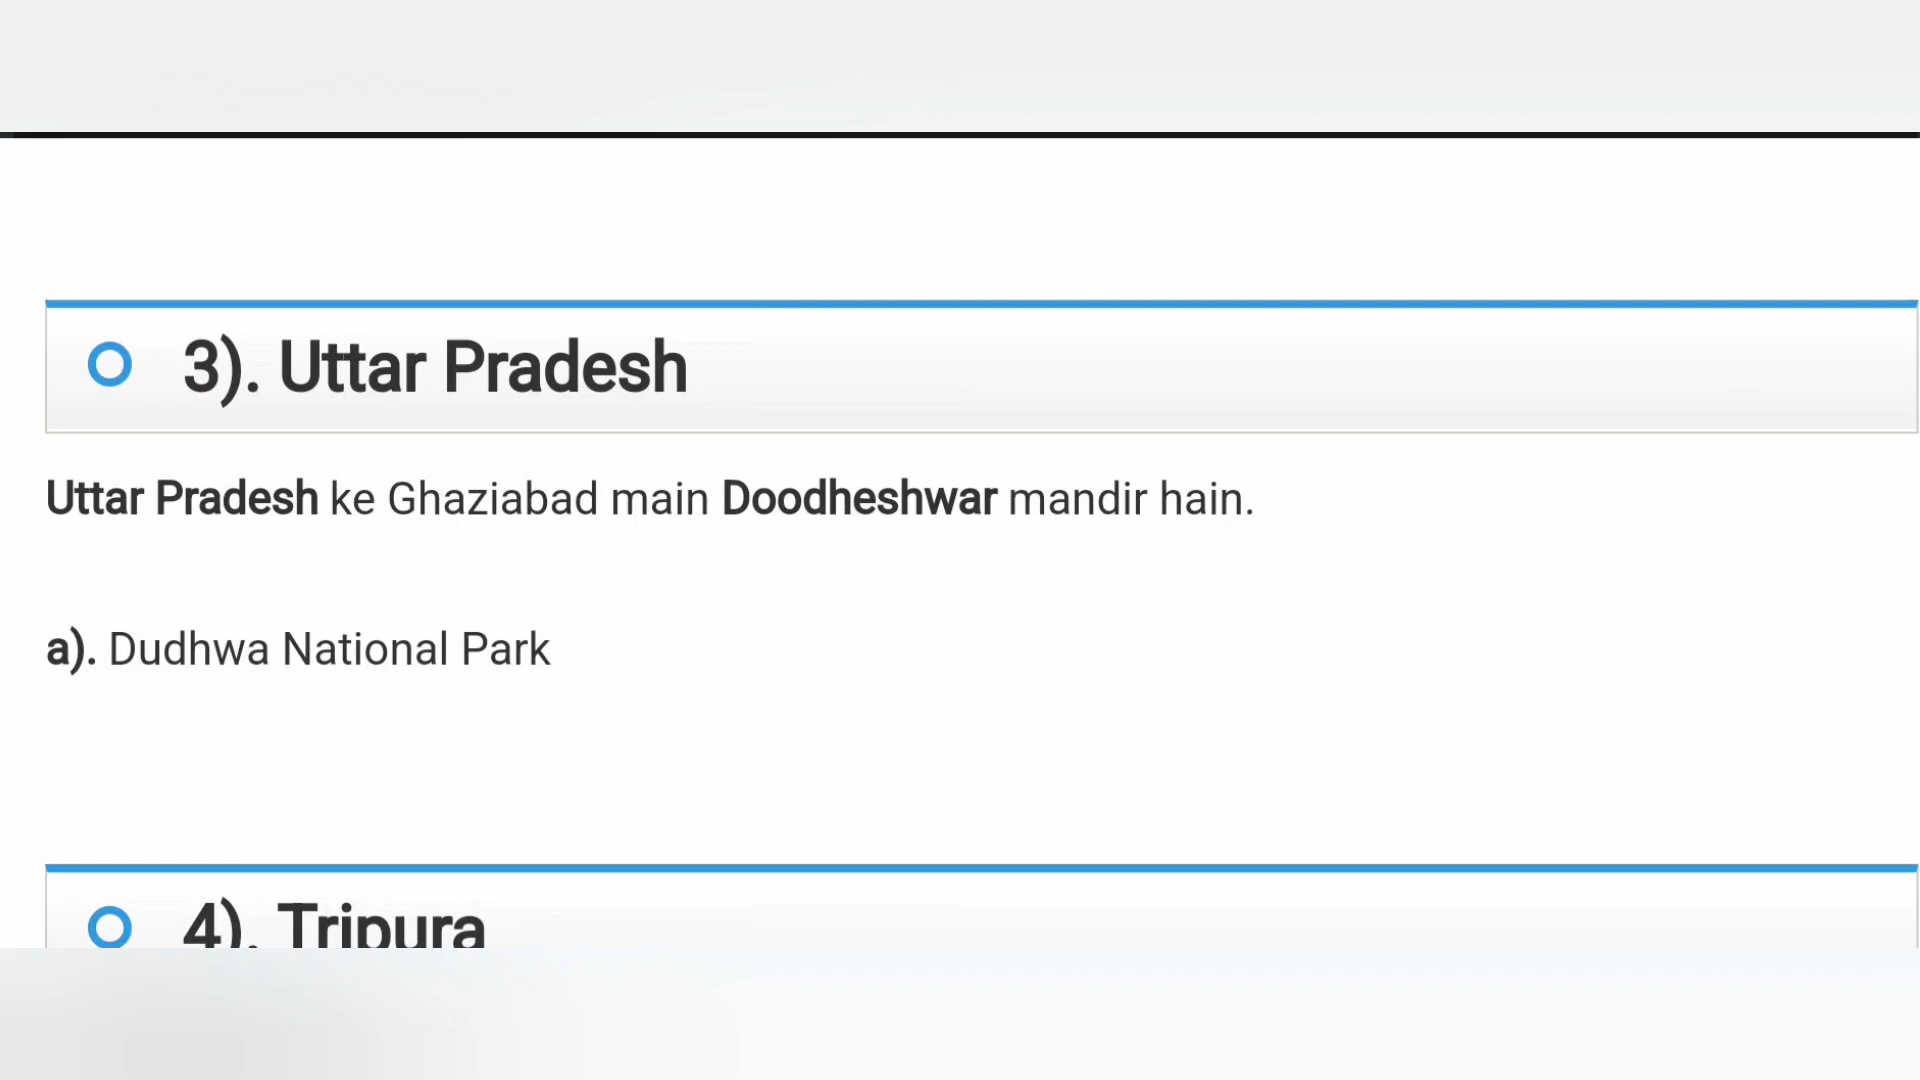 3). Uttar Pradesh
Uttar Pradesh ke Ghaziabad main Doodheshwar mandir hain.
a). Dudhwa National Park
4). Tripura